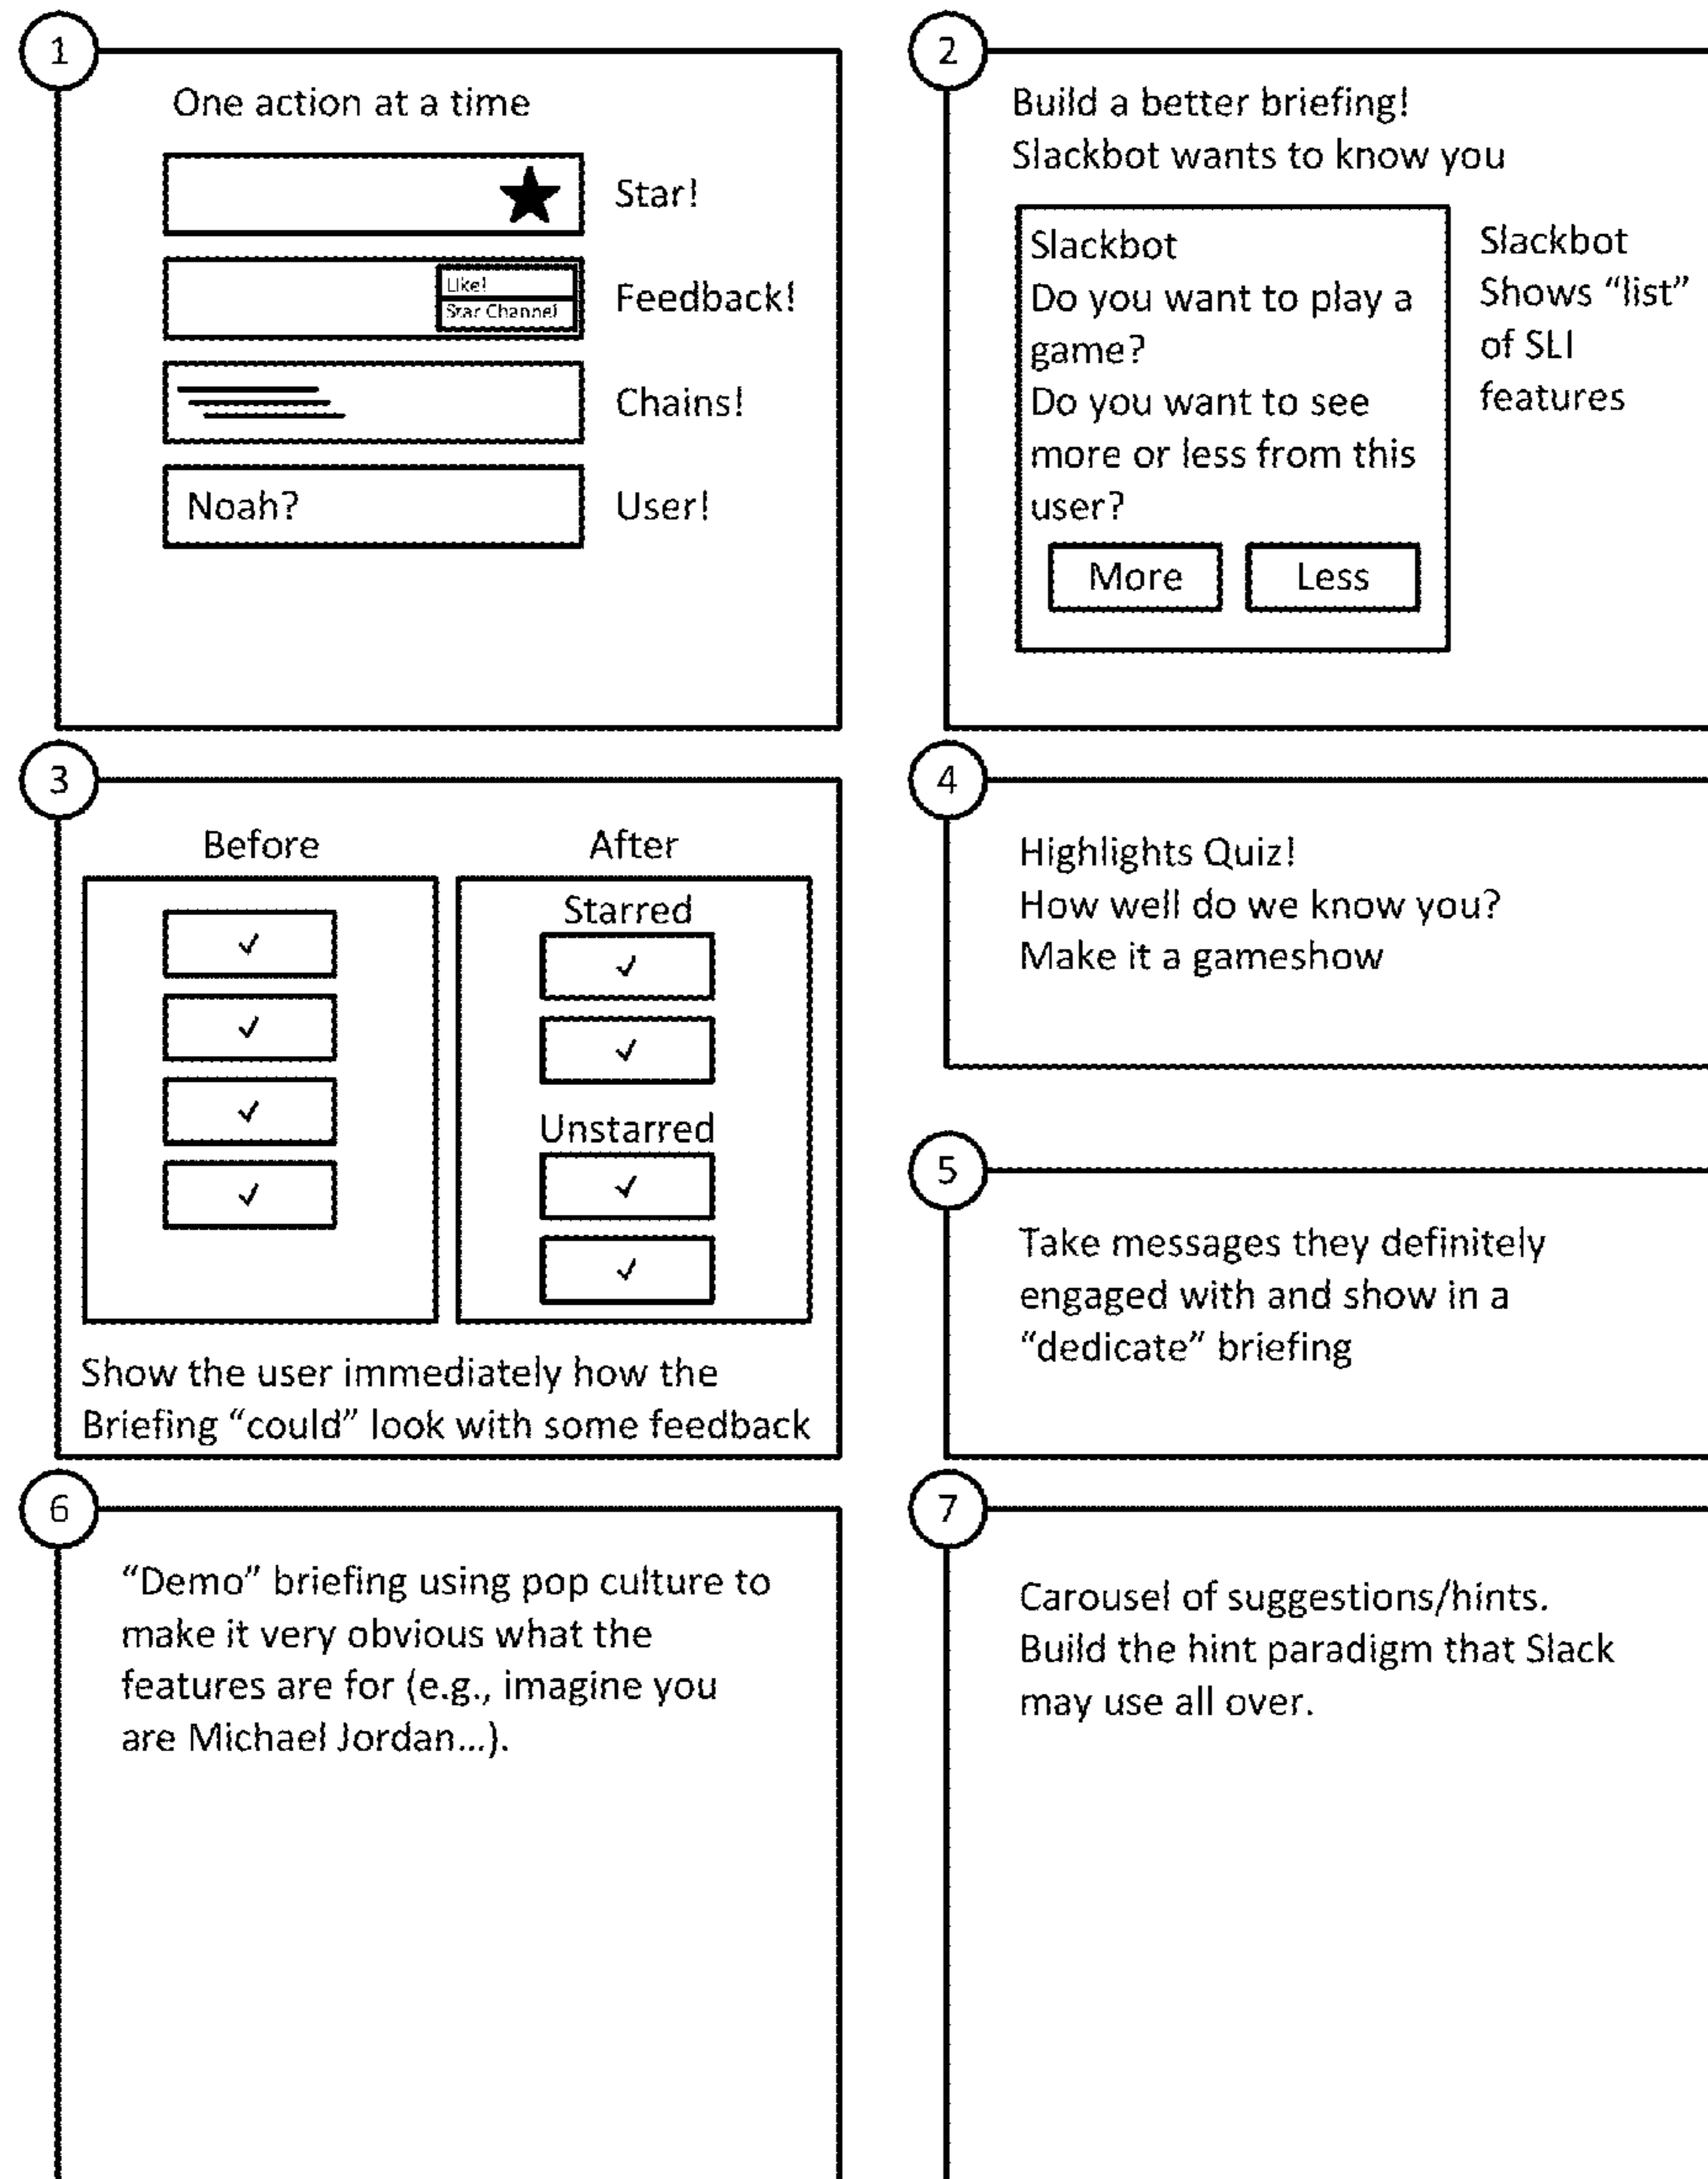 1
One action at a time
Star!
Like!
Star Channel
Feedback!
Chains!
Noah?
User!
2
Build a better briefing!
Slackbot wants to know you
Slackbot
Do you want to play a
game?
Do you want to see
more or less from this
user?
More
Less
Slackbot
Shows “list”
of SLI
features
3
Before
After
✓
✓
✓
✓
Starred
✓
✓
Unstarred
✓
✓
Show the user immediately how the
Briefing “could” look with some feedback
4
Highlights Quiz!
How well do we know you?
Make it a gameshow
5
Take messages they definitely
engaged with and show in a
“dedicate” briefing
6
“Demo” briefing using pop culture to
make it very obvious what the
features are for (e.g., imagine you
are Michael Jordan...).
7
Carousel of suggestions/hints.
Build the hint paradigm that Slack
may use all over.